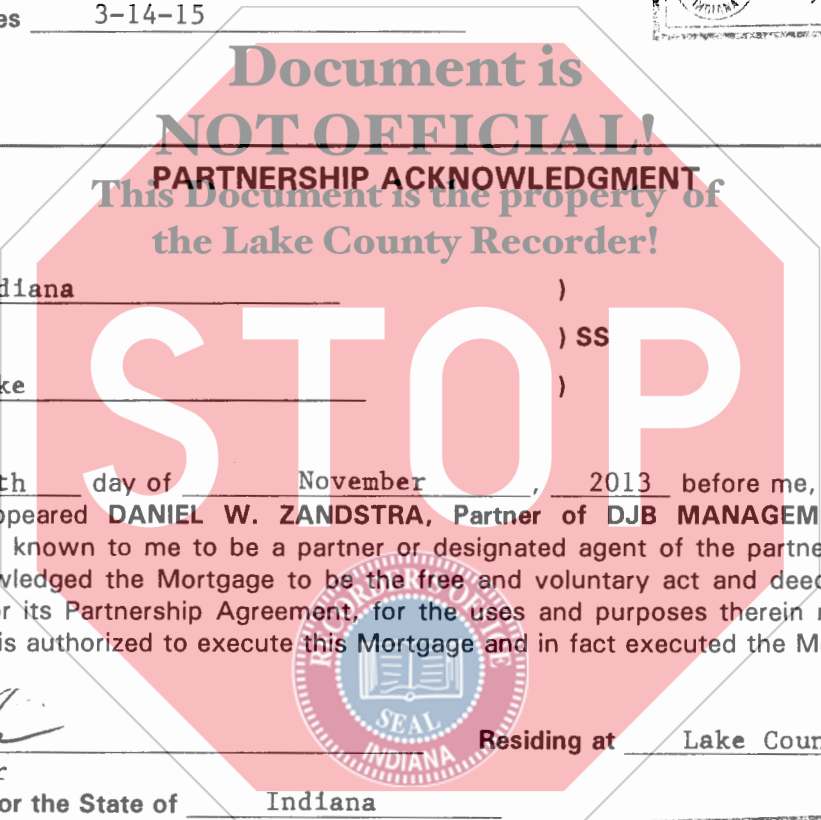 es 3-14-15
INDIANA
Document is
NOT OFFICIAL!
PARTNERSHIP ACKNOWLEDGMENT
This Document is the property of
the Lake County Recorder!
diana )
) SS
ke )
STOP
th day of November, 2013 before me,
ppeared DANIEL W. ZANDSTRA, Partner of DJB MANAGEM
known to me to be a partner or designated agent of the partne
wledged the Mortgage to be the free and voluntary act and deed
r its Partnership Agreement, for the uses and purposes therein
is authorized to execute this Mortgage and in fact executed the M
SEAL
INDIANA
Residing at Lake Coun
or the State of Indiana